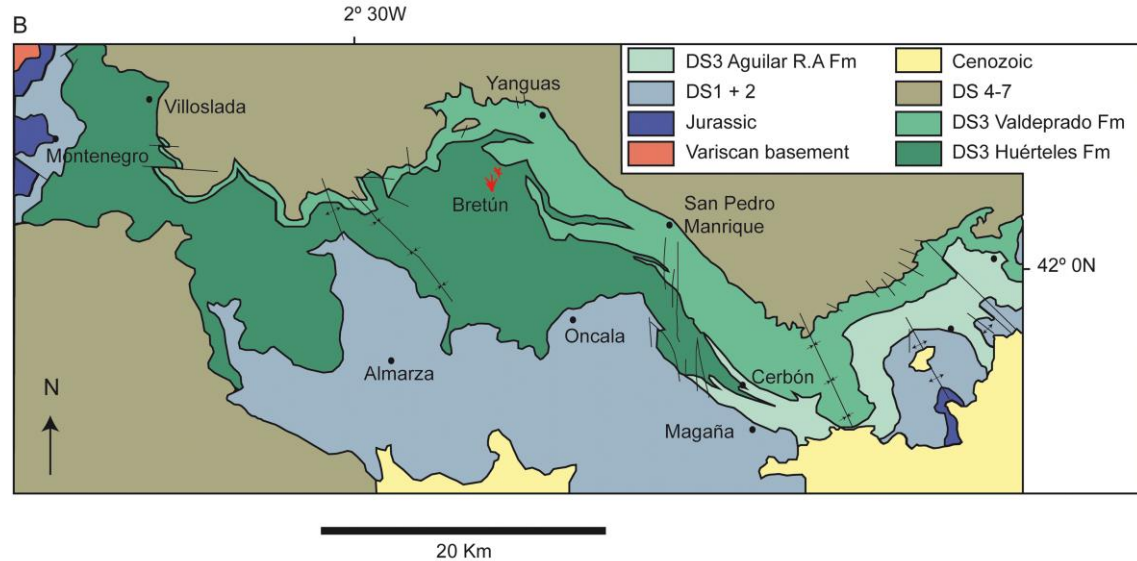 B
2º 30W
DS3 Aguilar R.A Fm
DS1 + 2
Jurassic
Variscan basement
Cenozoic
DS 4-7
DS3 Valdeprado Fm
DS3 Huérteles Fm
Yanguas
Villoslada
Montenegro
Bretún
San Pedro
Manrique
42º 0N
Oncala
Almarza
Cerbón
Magaña
N
20 Km